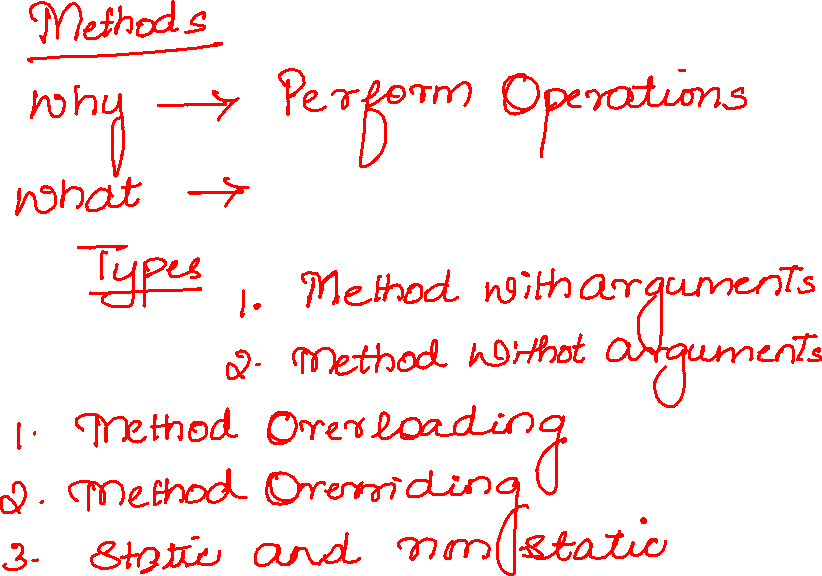 Methods
Why → Perform Operations
What →
Types
1. Method with arguments
2. Method withot arguments
1. Method Overloading
2. Method Overriding
3. Static and non static